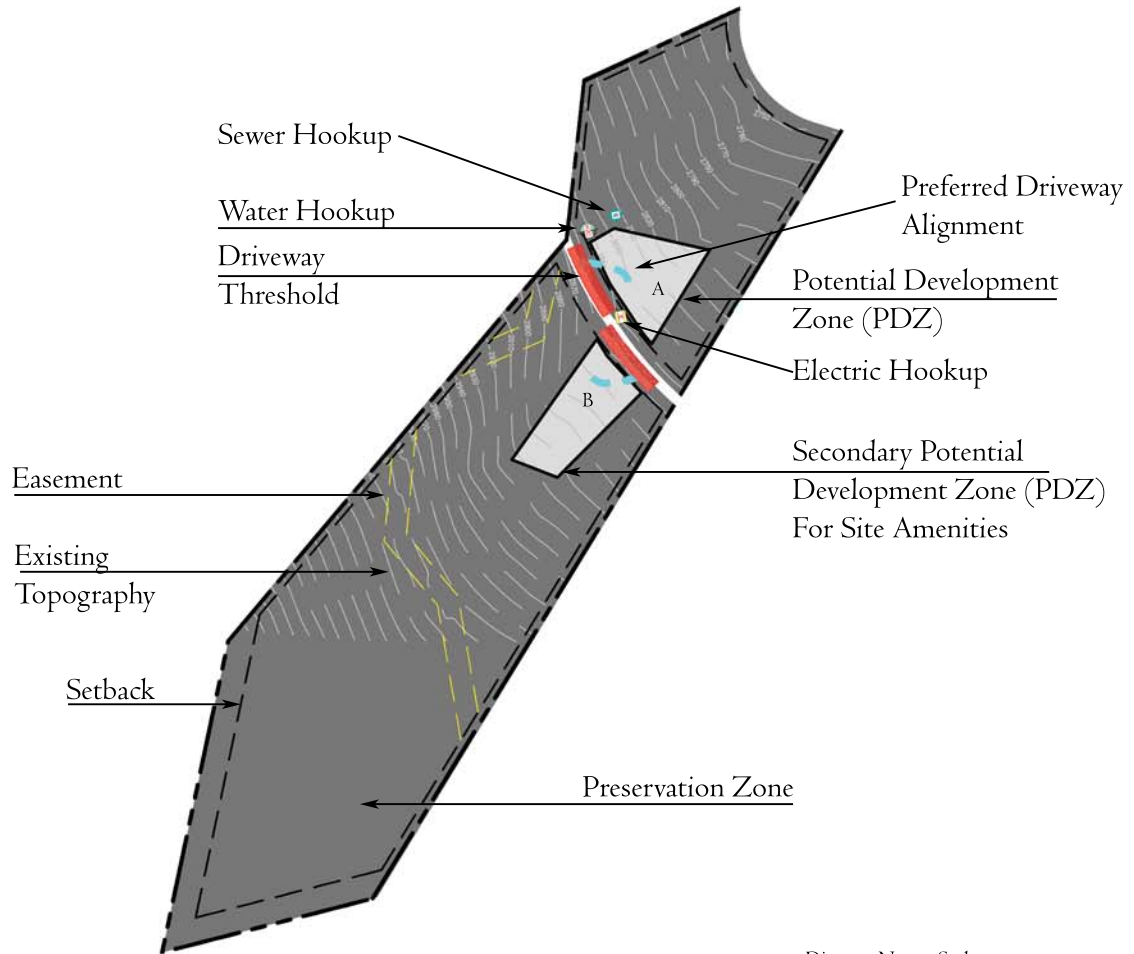 Sewer Hookup
Water Hookup
Driveway
Threshold
Preferred Driveway
Alignment
Potential Development
Zone (PDZ)
Electric Hookup
A
B
Secondary Potential
Development Zone (PDZ)
For Site Amenities
Easement
Existing
Topography
Setback
Preservation Zone